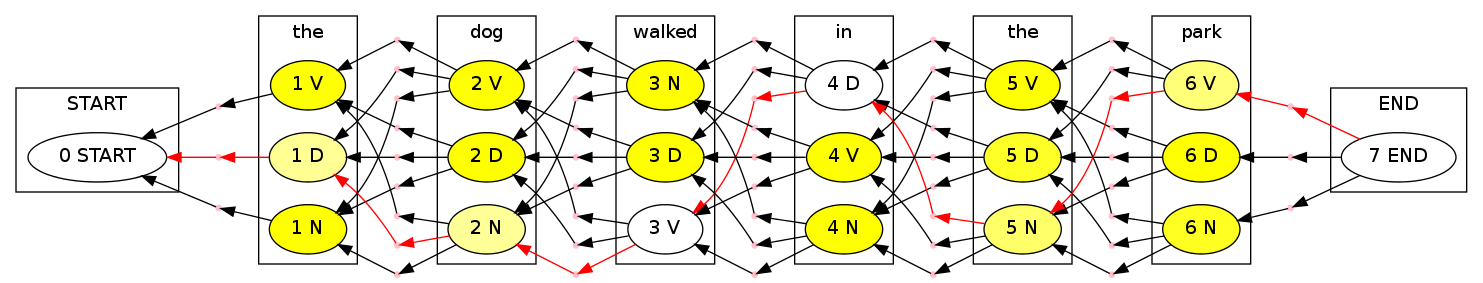 START
0 START
the
1 V
1 D
1 N
dog
2 V
2 D
2 N
walked
3 N
3 D
3 V
in
4 D
4 V
4 N
the
5 V
5 D
5 N
park
6 V
6 D
6 N
END
7 END